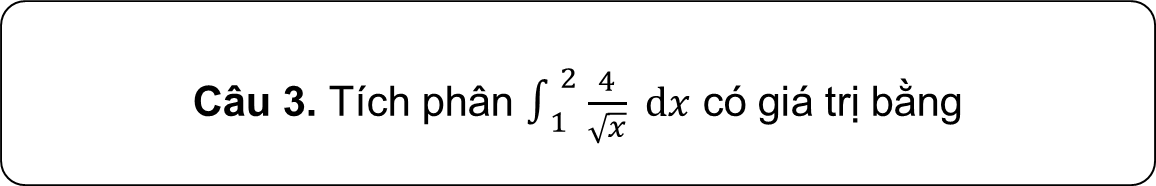 Câu 3. Tích phân ∫₁² 4/√x dx có giá trị bằng